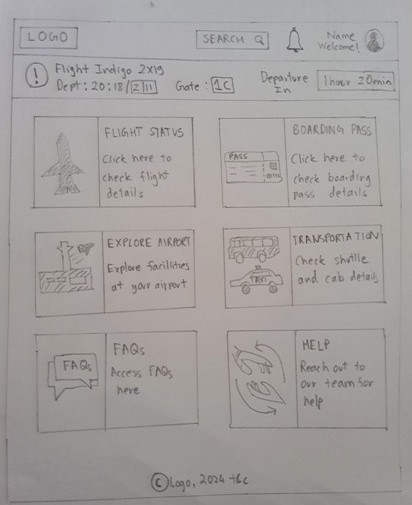 LOGO
SEARCH
Name
Welcome!
! Flight Indigo 2X19
Dept: 20:18/Z/11
Gate: 1C
Departure
In
1hour 20min
FLIGHT STATUS
Click here to
check flight
details
PASS
BOARDING PASS
Click here to
check boarding
pass details
EXPLORE AIRPORT
Explore facilities
at your airport
TAXI
TRANSPORTATION
Check shuttle
and cab details
FAQs
FAQs
Access FAQs
here
HELP
Reach out to
our team for
help
© Logo, 2024 t&c